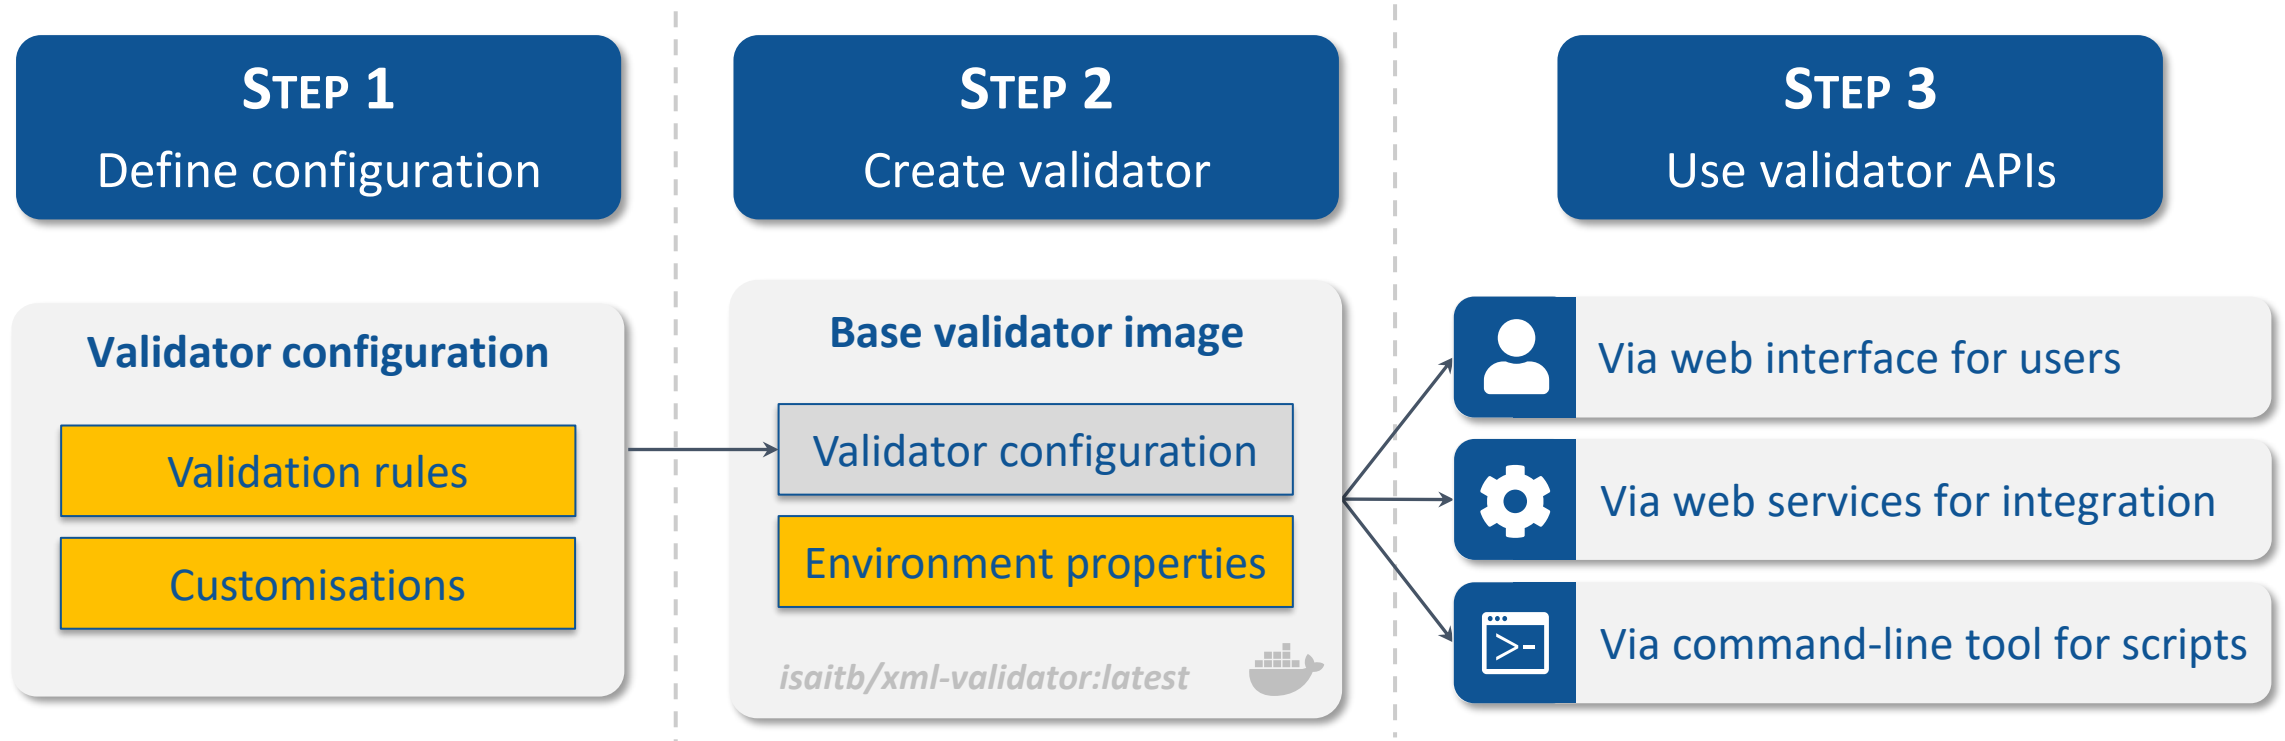 STEP 1
Define configuration
Validator configuration
Validation rules
Customisations
STEP 2
Create validator
Base validator image
Validator configuration
Environment properties
isaitb/xml-validator:latest
STEP 3
Use validator APIs
Via web interface for users
Via web services for integration
>-
Via command-line tool for scripts